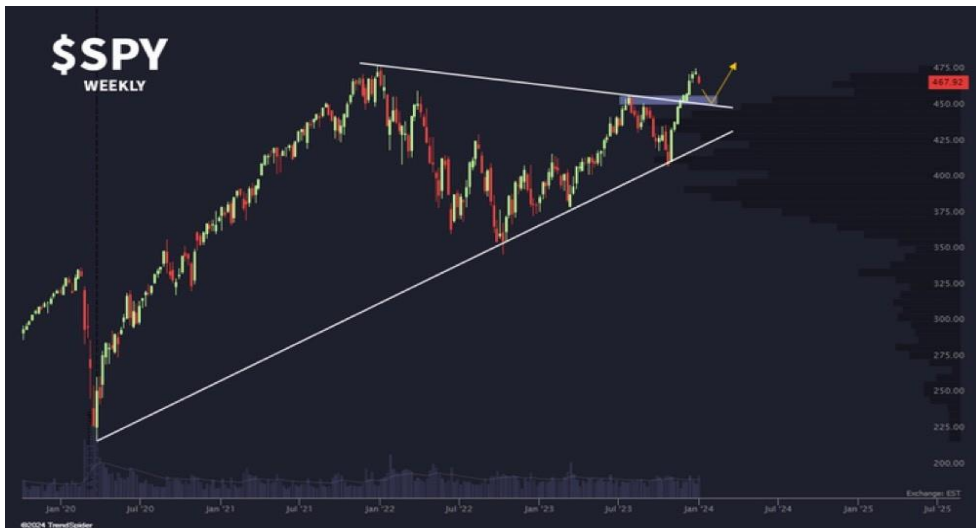 $SPY
WEEKLY
475.00
467.92
450.00
425.00
400.00
375.00
350.00
325.00
300.00
275.00
250.00
225.00
200.00
Exchange: EST
Jan '20 Jul '20 Jan '21 Jul '21 Jan '22 Jul '22 Jan '23 Jul '23 Jan '24 Jul '24 Jan '25 Jul '25
©2024 TrendSpider